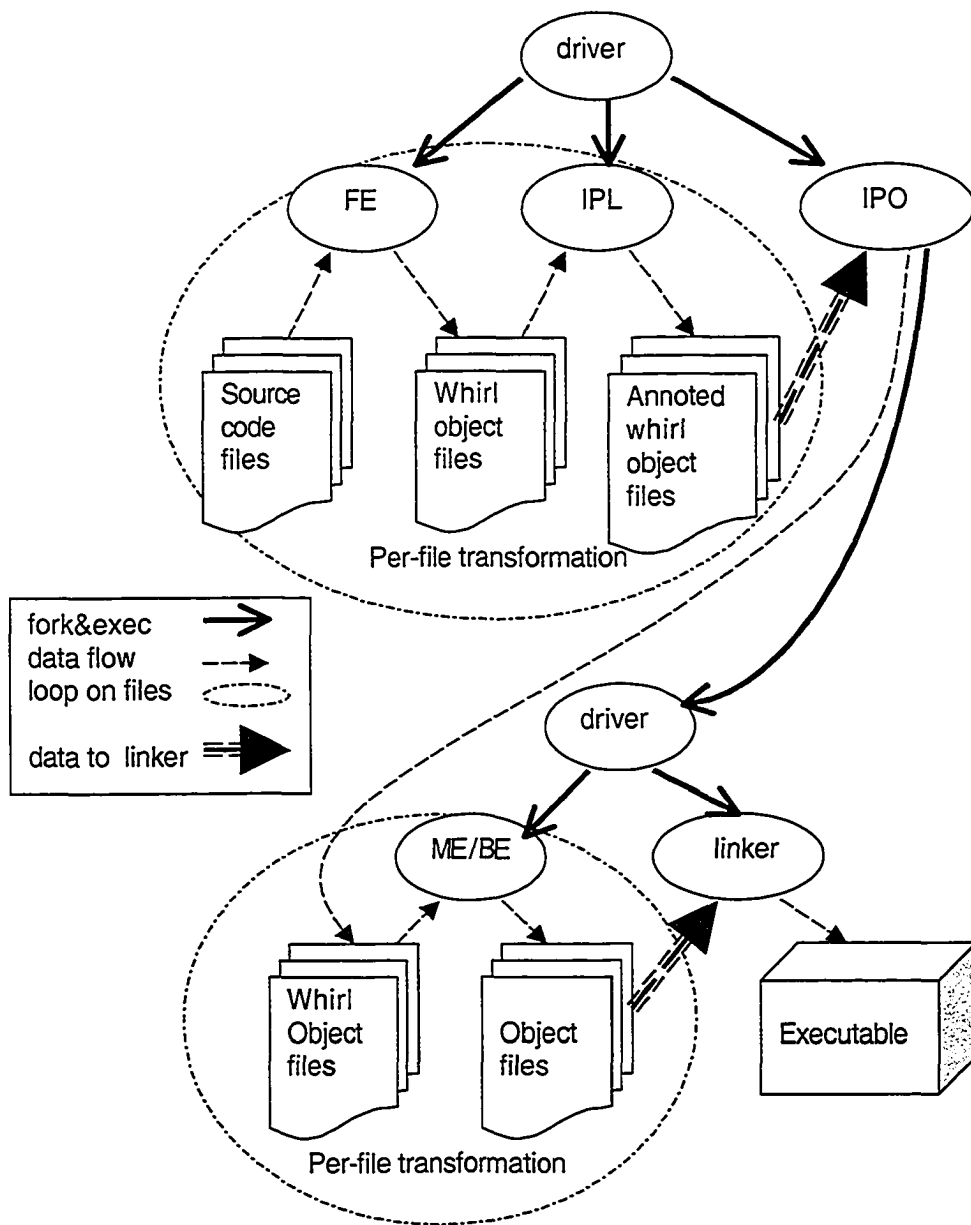 driver
FE
IPL
IPO
Source
code
files
Whirl
object
files
Annoted
whirl
object
files
Per-file transformation
fork&exec
data flow
loop on files
data to linker
driver
ME/BE
linker
Whirl
Object
files
Object
files
Executable
Per-file transformation